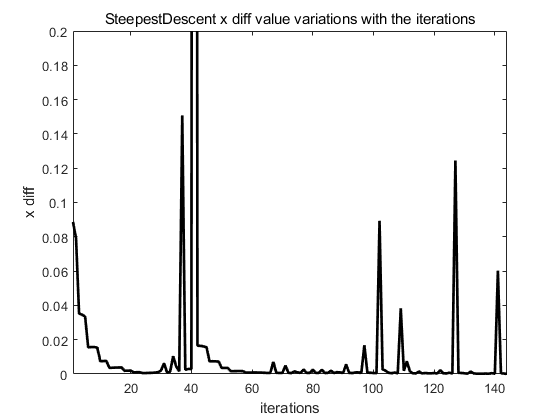 SteepestDescent x diff value variations with the iterations
0.2
0.18
0.16
0.14
0.12
0.1
0.08
0.06
0.04
0.02
0
x diff
20 40 60 80 100 120 140
iterations